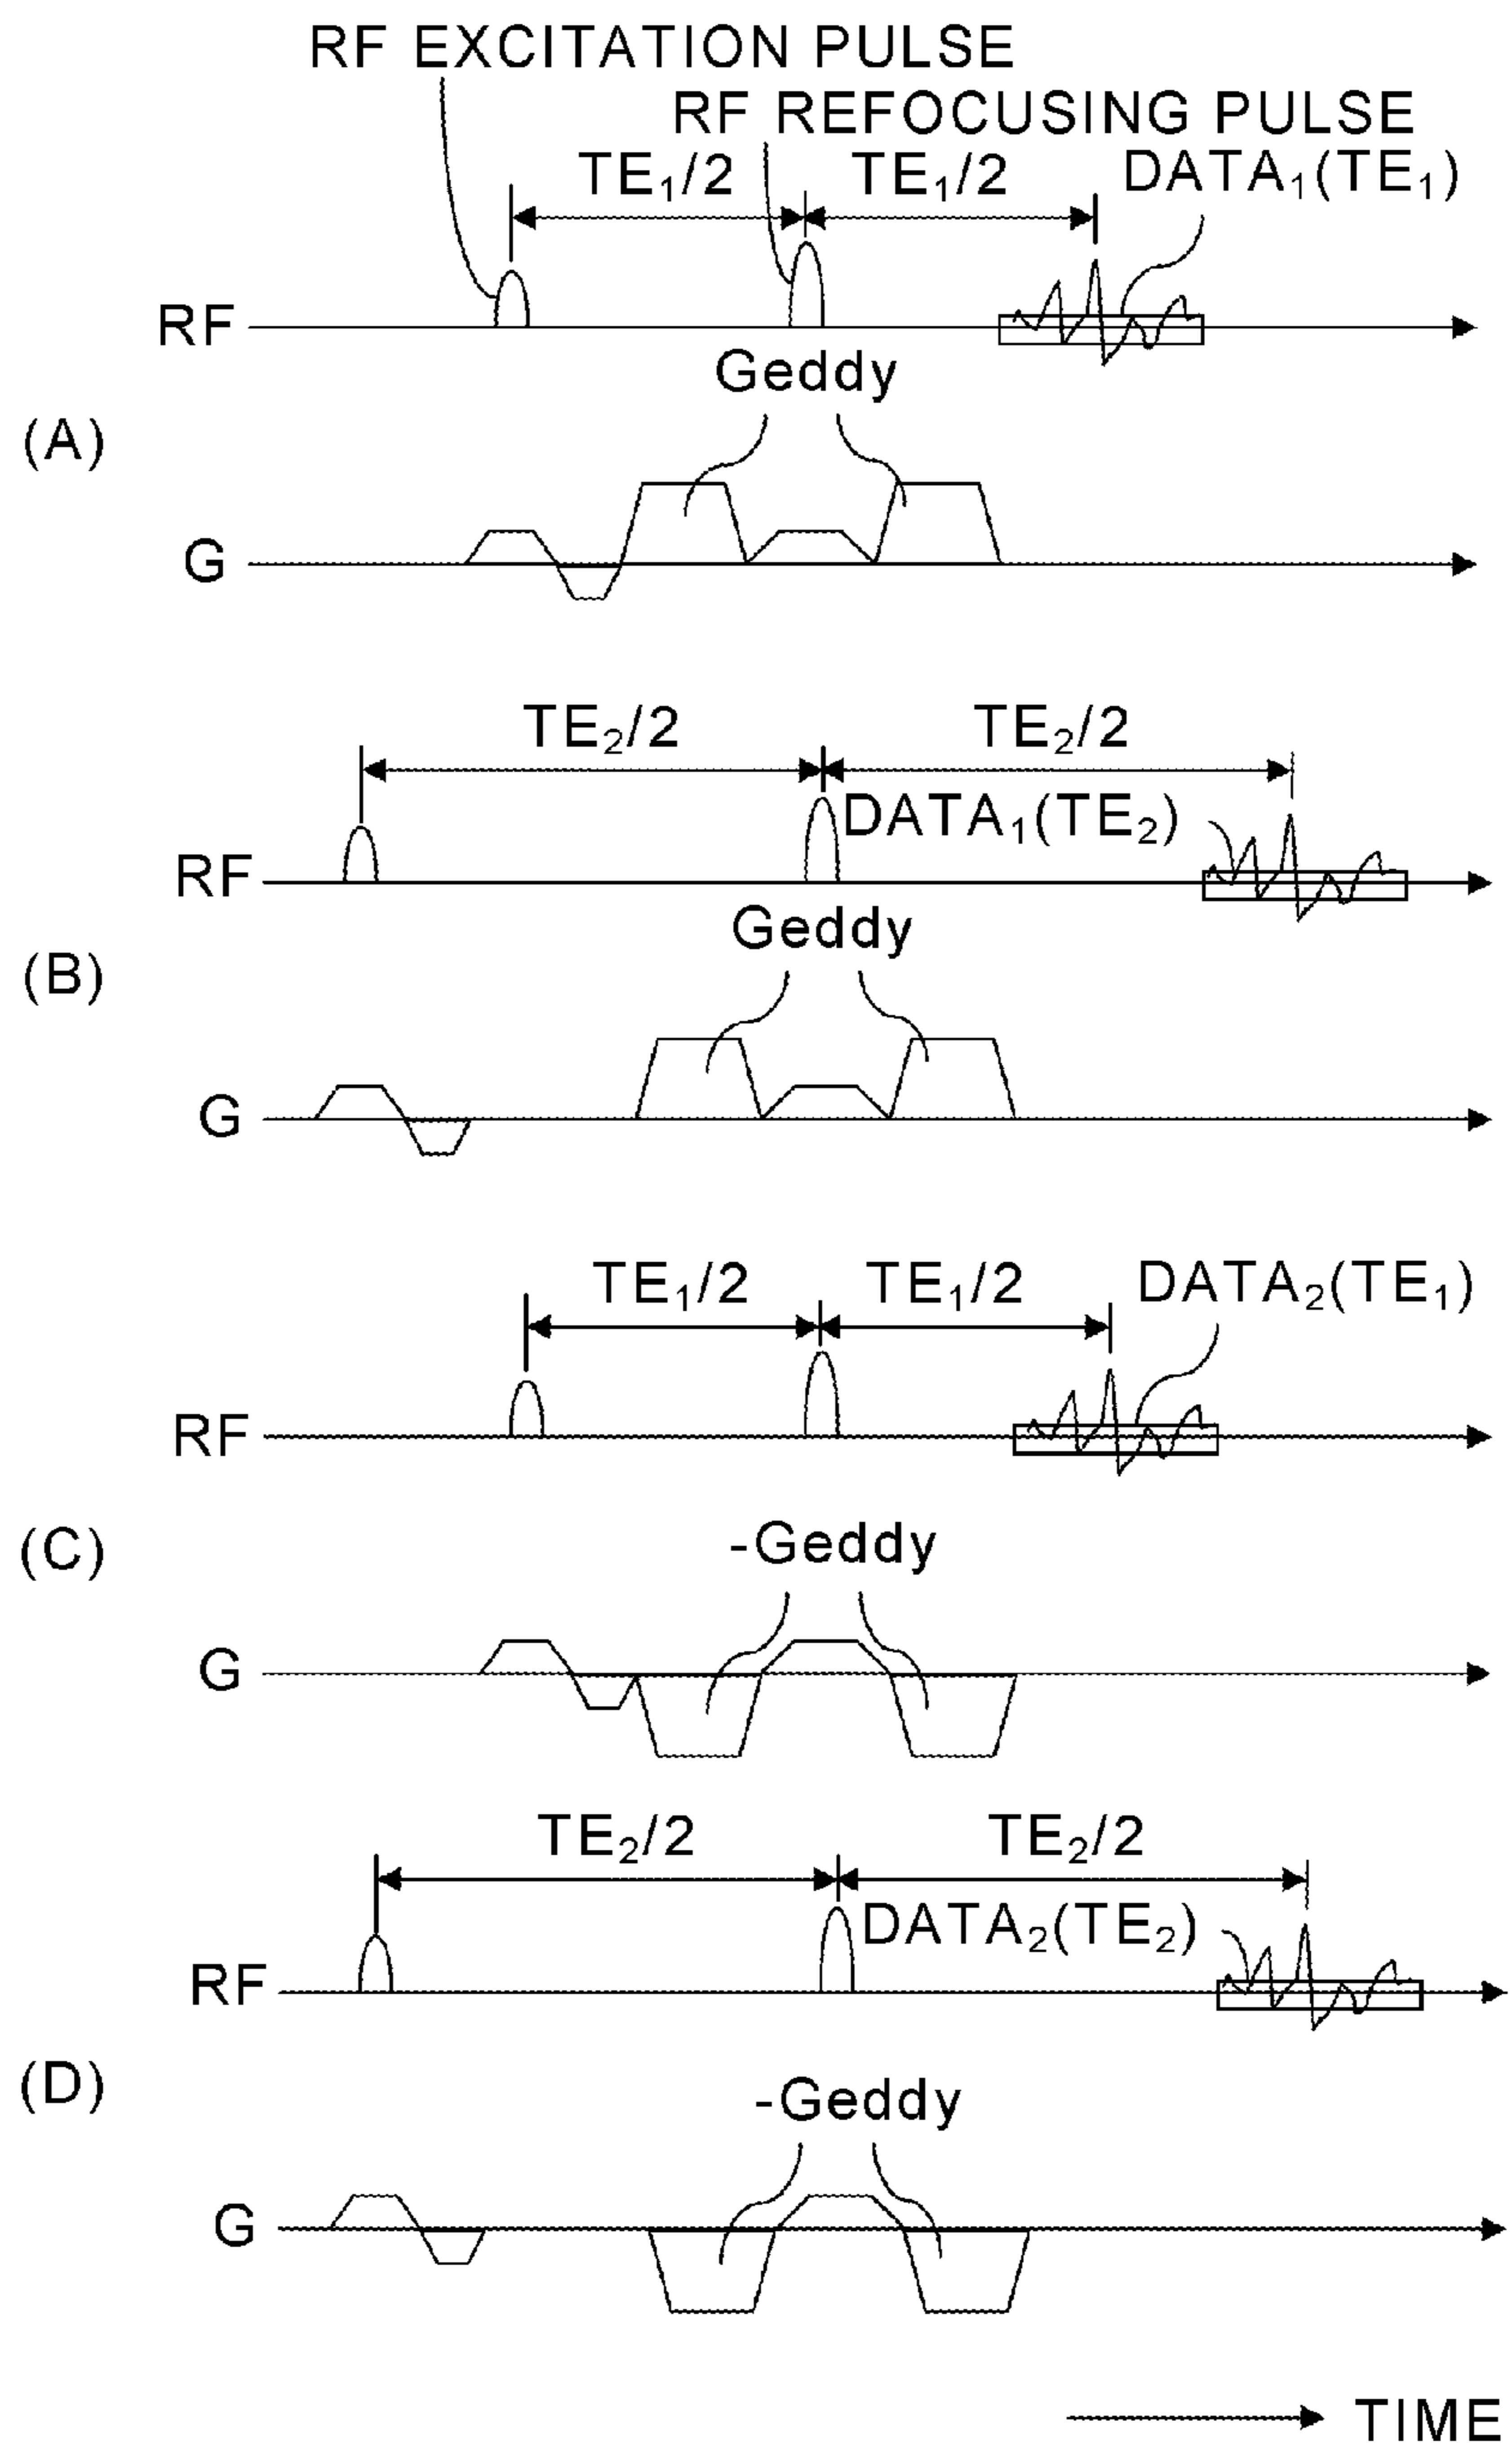 RF EXCITATION PULSE
RF REFOCUSING PULSE
TE₁/2 TE₁/2 DATA₁(TE₁)
RF
Geddy
(A)
G
TE₂/2 TE₂/2
DATA₁(TE₂)
RF
Geddy
(B)
G
TE₁/2 TE₁/2 DATA₂(TE₁)
RF
(C)
-Geddy
G
TE₂/2 TE₂/2
DATA₂(TE₂)
RF
(D)
-Geddy
G
TIME